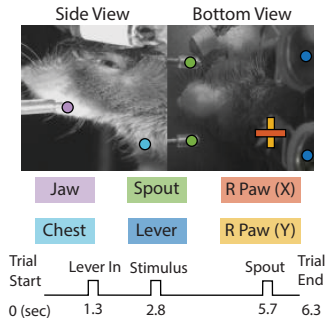 Side View Bottom View
Jaw Spout R Paw (X)
Chest Lever R Paw (Y)
Trial Start Lever In Stimulus Spout Trial End
0 (sec) 1.3 2.8 5.7 6.3